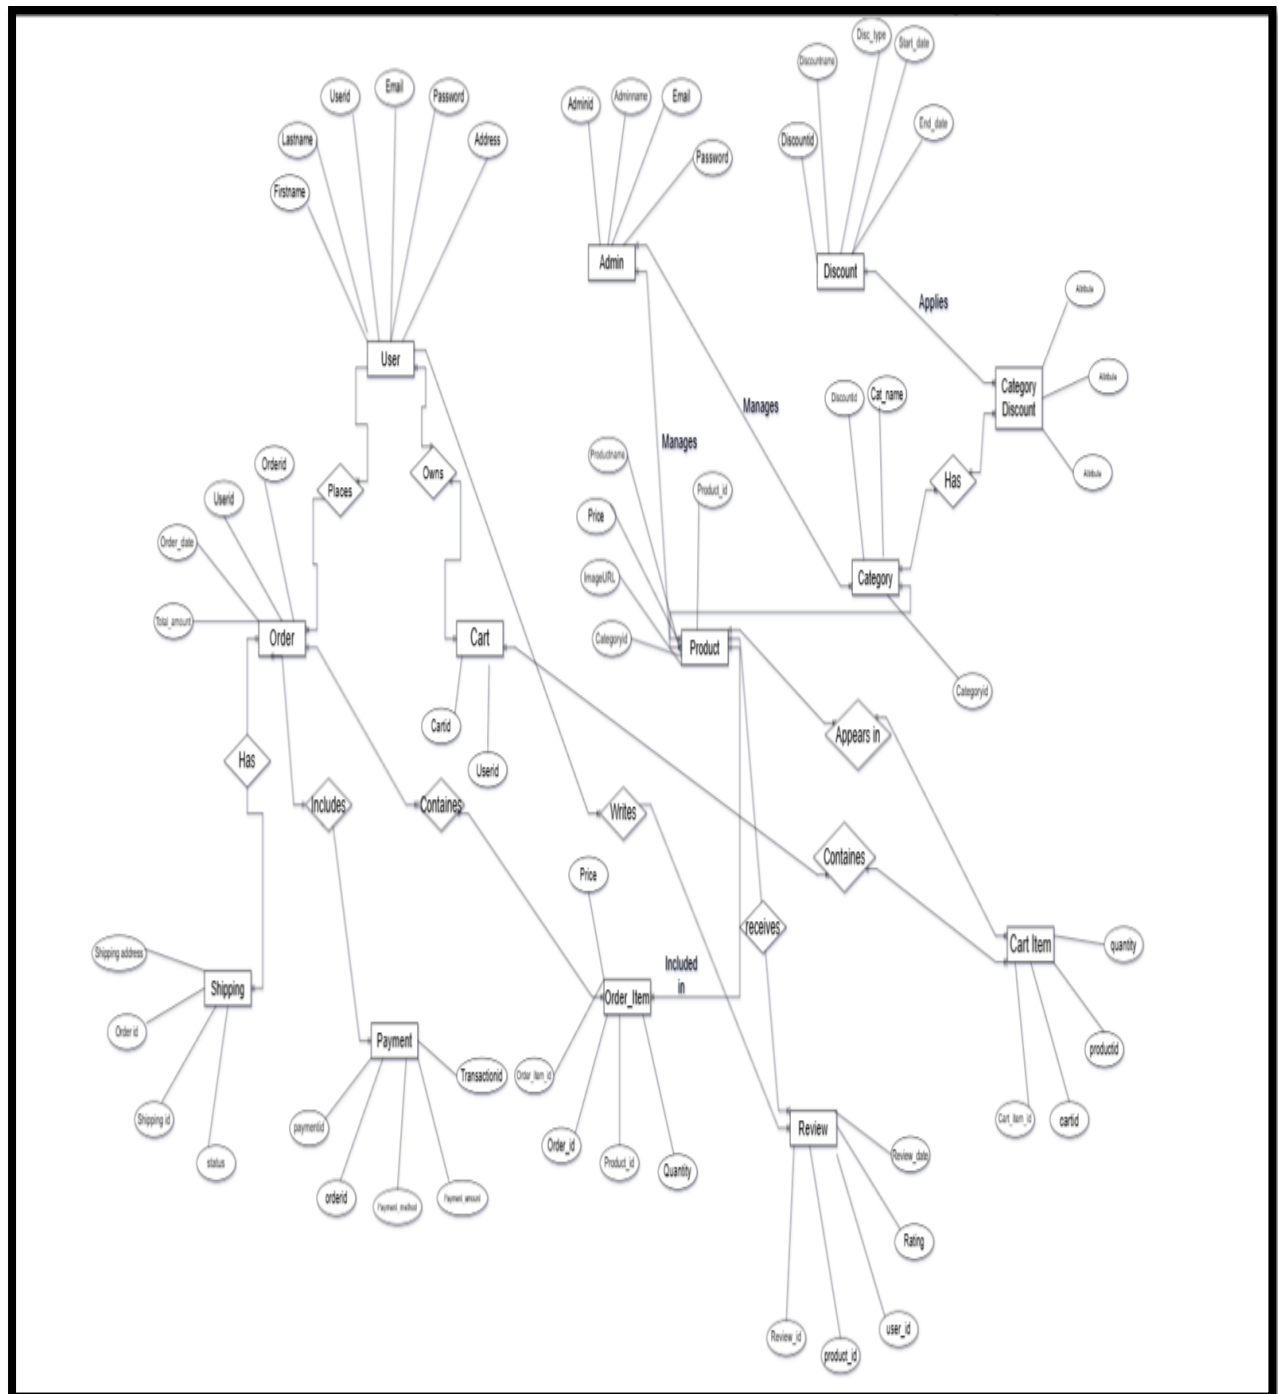 Disc_type
Start_date
Discountname
Email
Userid
Password
Adminid
Adminname
Email
End_date
Lastname
Address
Discountid
Password
Firstname
Admin
Discount
Attribute
Applies
User
Attribute
Category
Discount
Discountid
Cat_name
Manages
Manages
Productname
Orderid
Owns
Attribute
Has
Places
Product_id
Userid
Price
Order_date
ImageURL
Category
Total_amount
Order
Cart
Categoryid
Product
Categoryid
Cartid
Appears in
Has
Userid
Includes
Containes
Writes
Containes
Price
receives
Shipping address
Included
in
Cart Item
quantity
Shipping
Order_Item
Order id
Payment
productid
Transactionid
Order_Item_id
Shipping id
paymentid
Cart_Item_id
cartid
Review
Order_id
Review_date
status
Product_id
Quantity
orderid
Payment_method
Payment_amount
Rating
Review_id
user_id
product_id